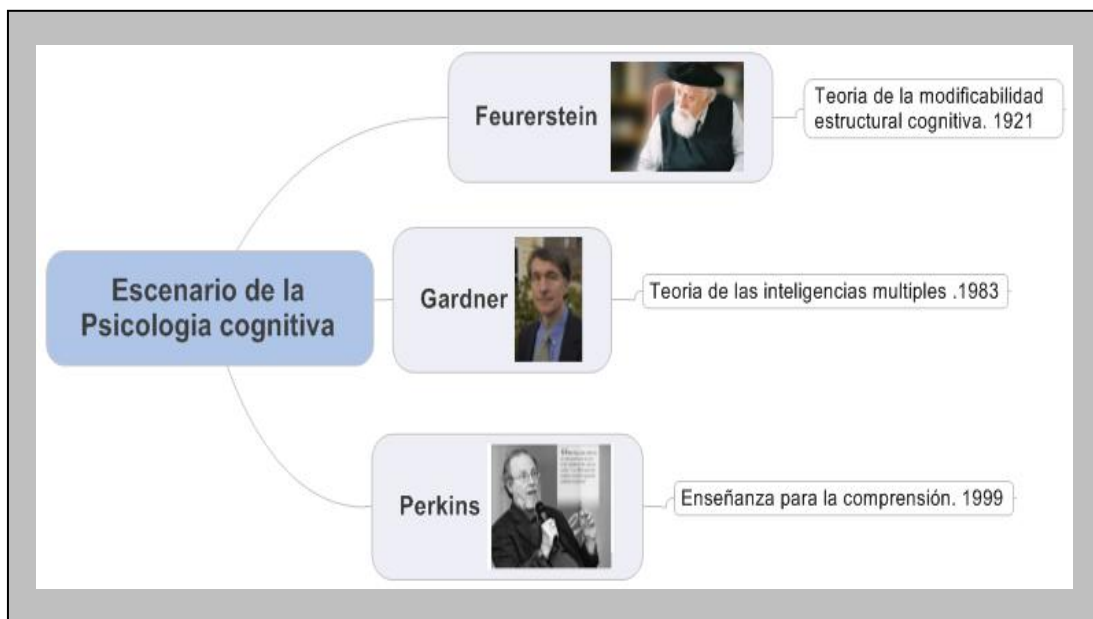 Feurerstein
Teoria de la modificabilidad
estructural cognitiva. 1921
Escenario de la
Psicologia cognitiva
Gardner
Teoria de las inteligencias multiples .1983
Perkins
Enseñanza para la comprensión. 1999